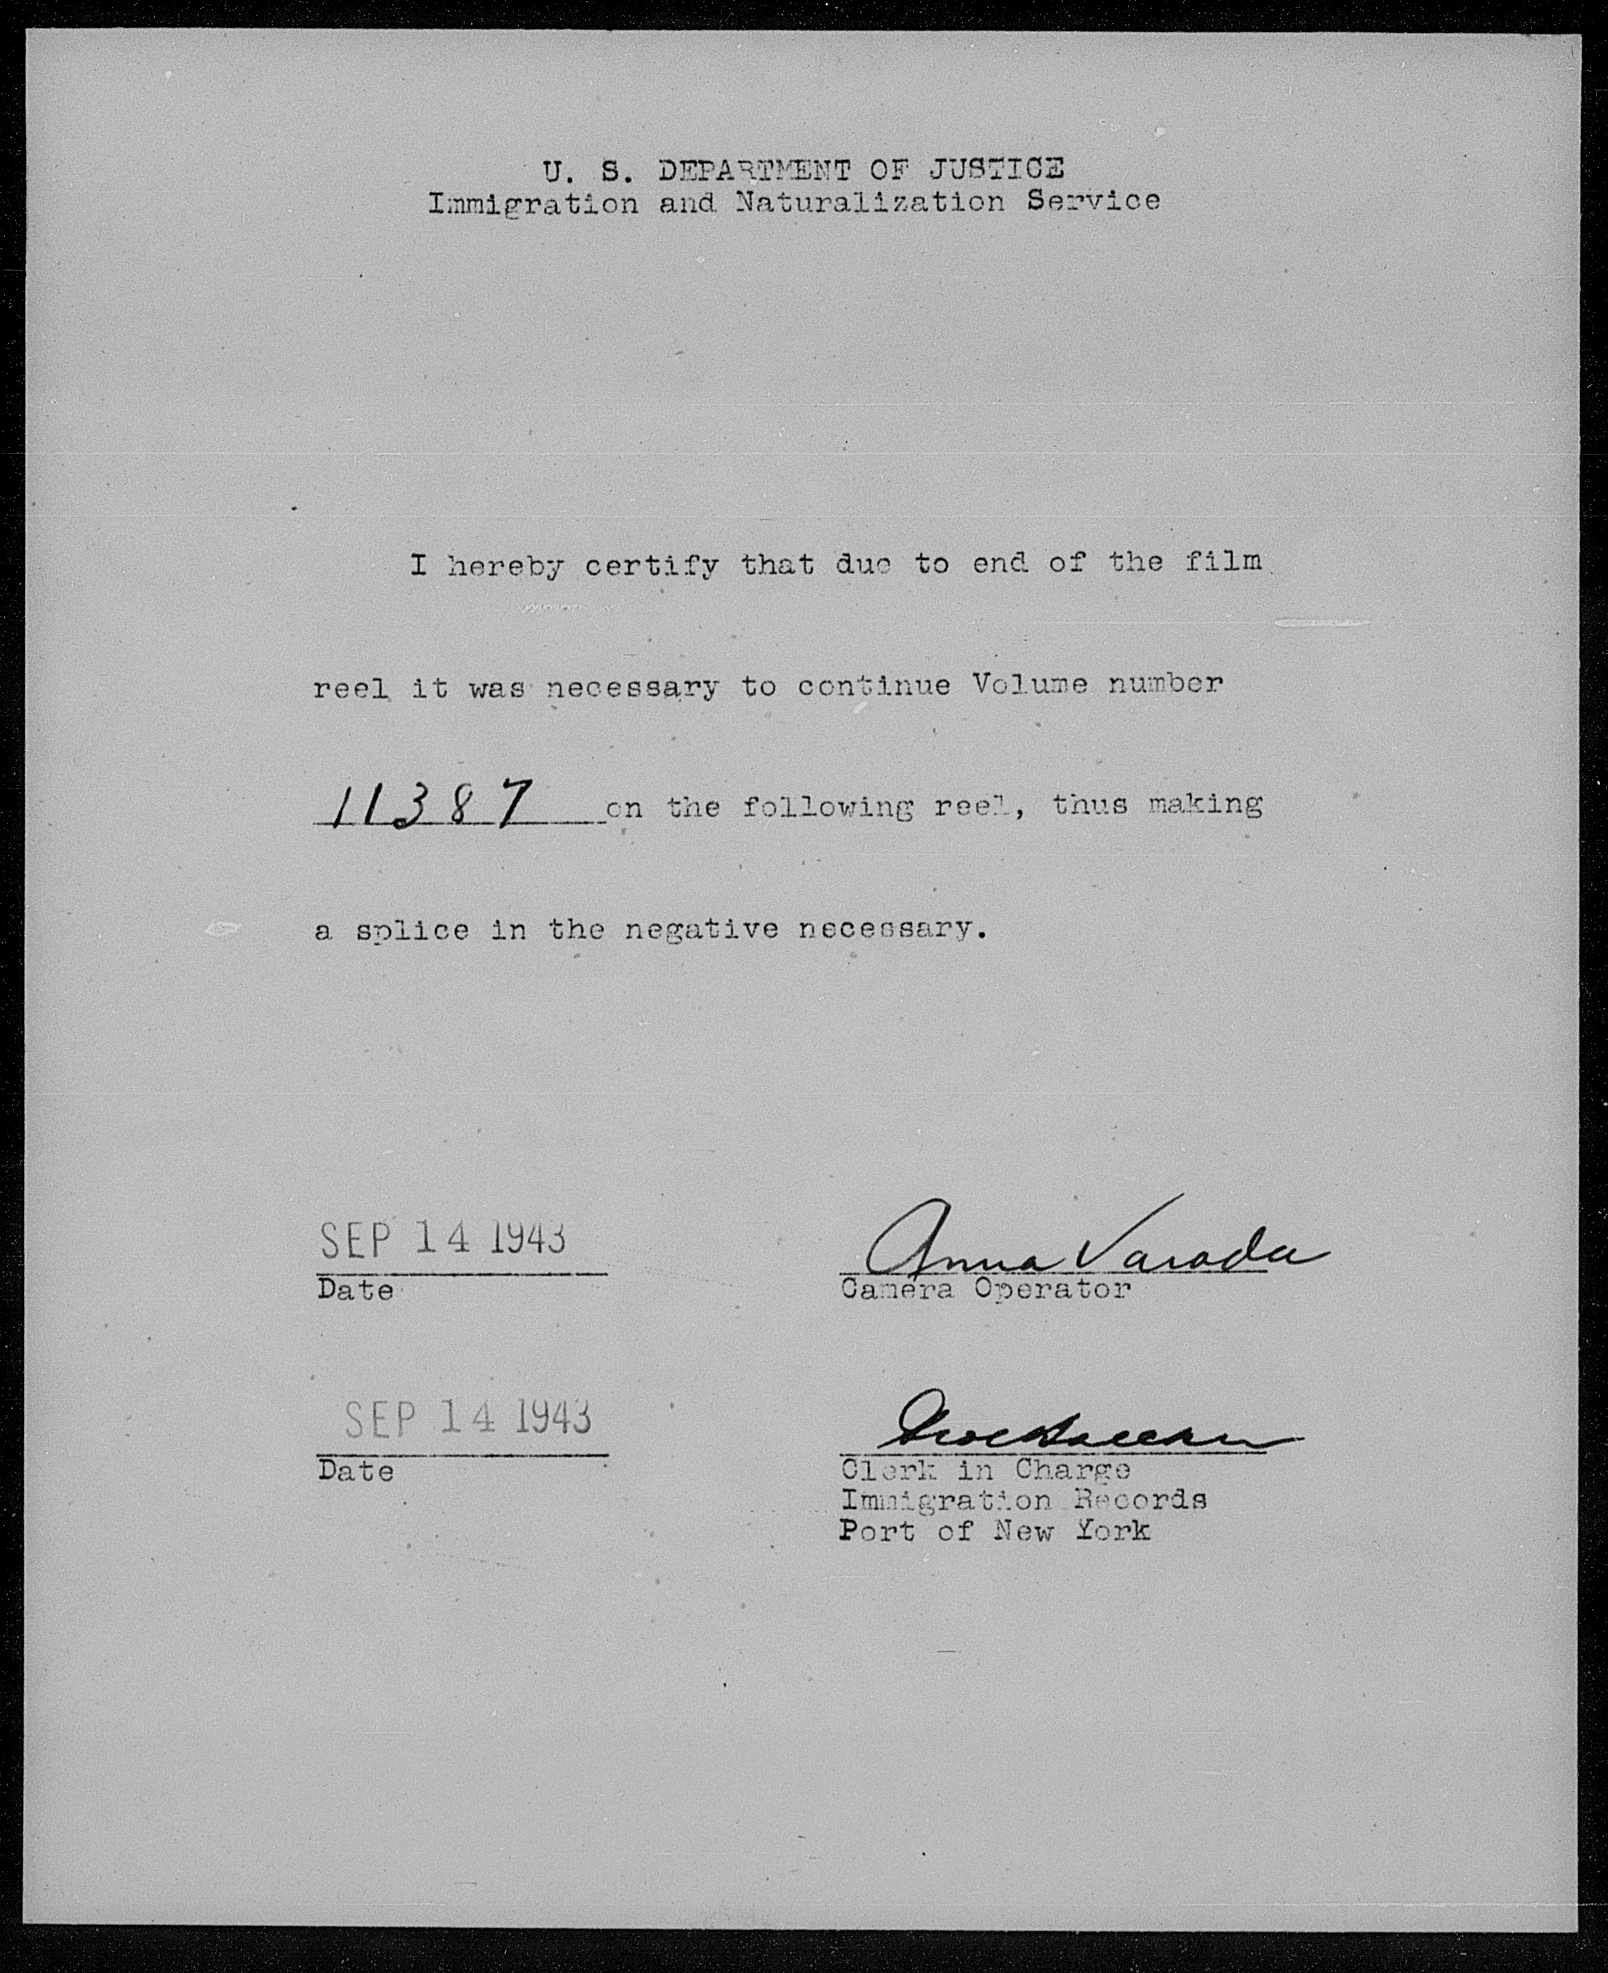 U. S. DEPARTMENT OF JUSTICE
Immigration and Naturalization Service
I hereby certify that due to end of the film
reel it was necessary to continue Volume number
11387 on the following reel, thus making
a splice in the negative necessary.
SEP 14 1943
Date
Anna Varada
Camera Operator
SEP 14 1943
Date
Clerk in Charge
Immigration Records
Port of New York